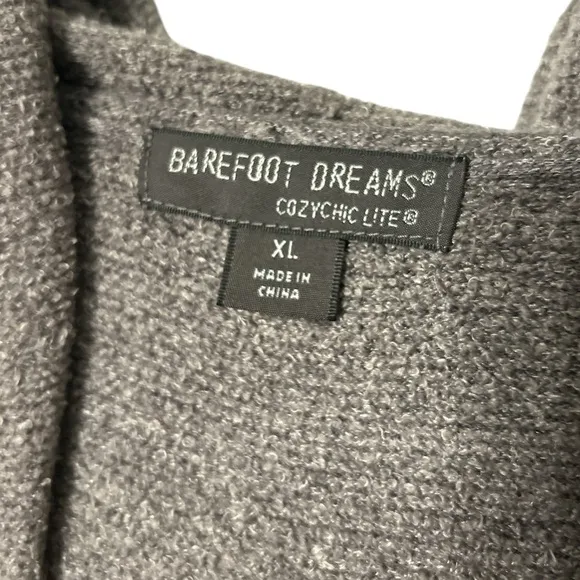 BAREFOOT DREAMS®
COZYCHIC LITE®
XL
MADE IN
CHINA